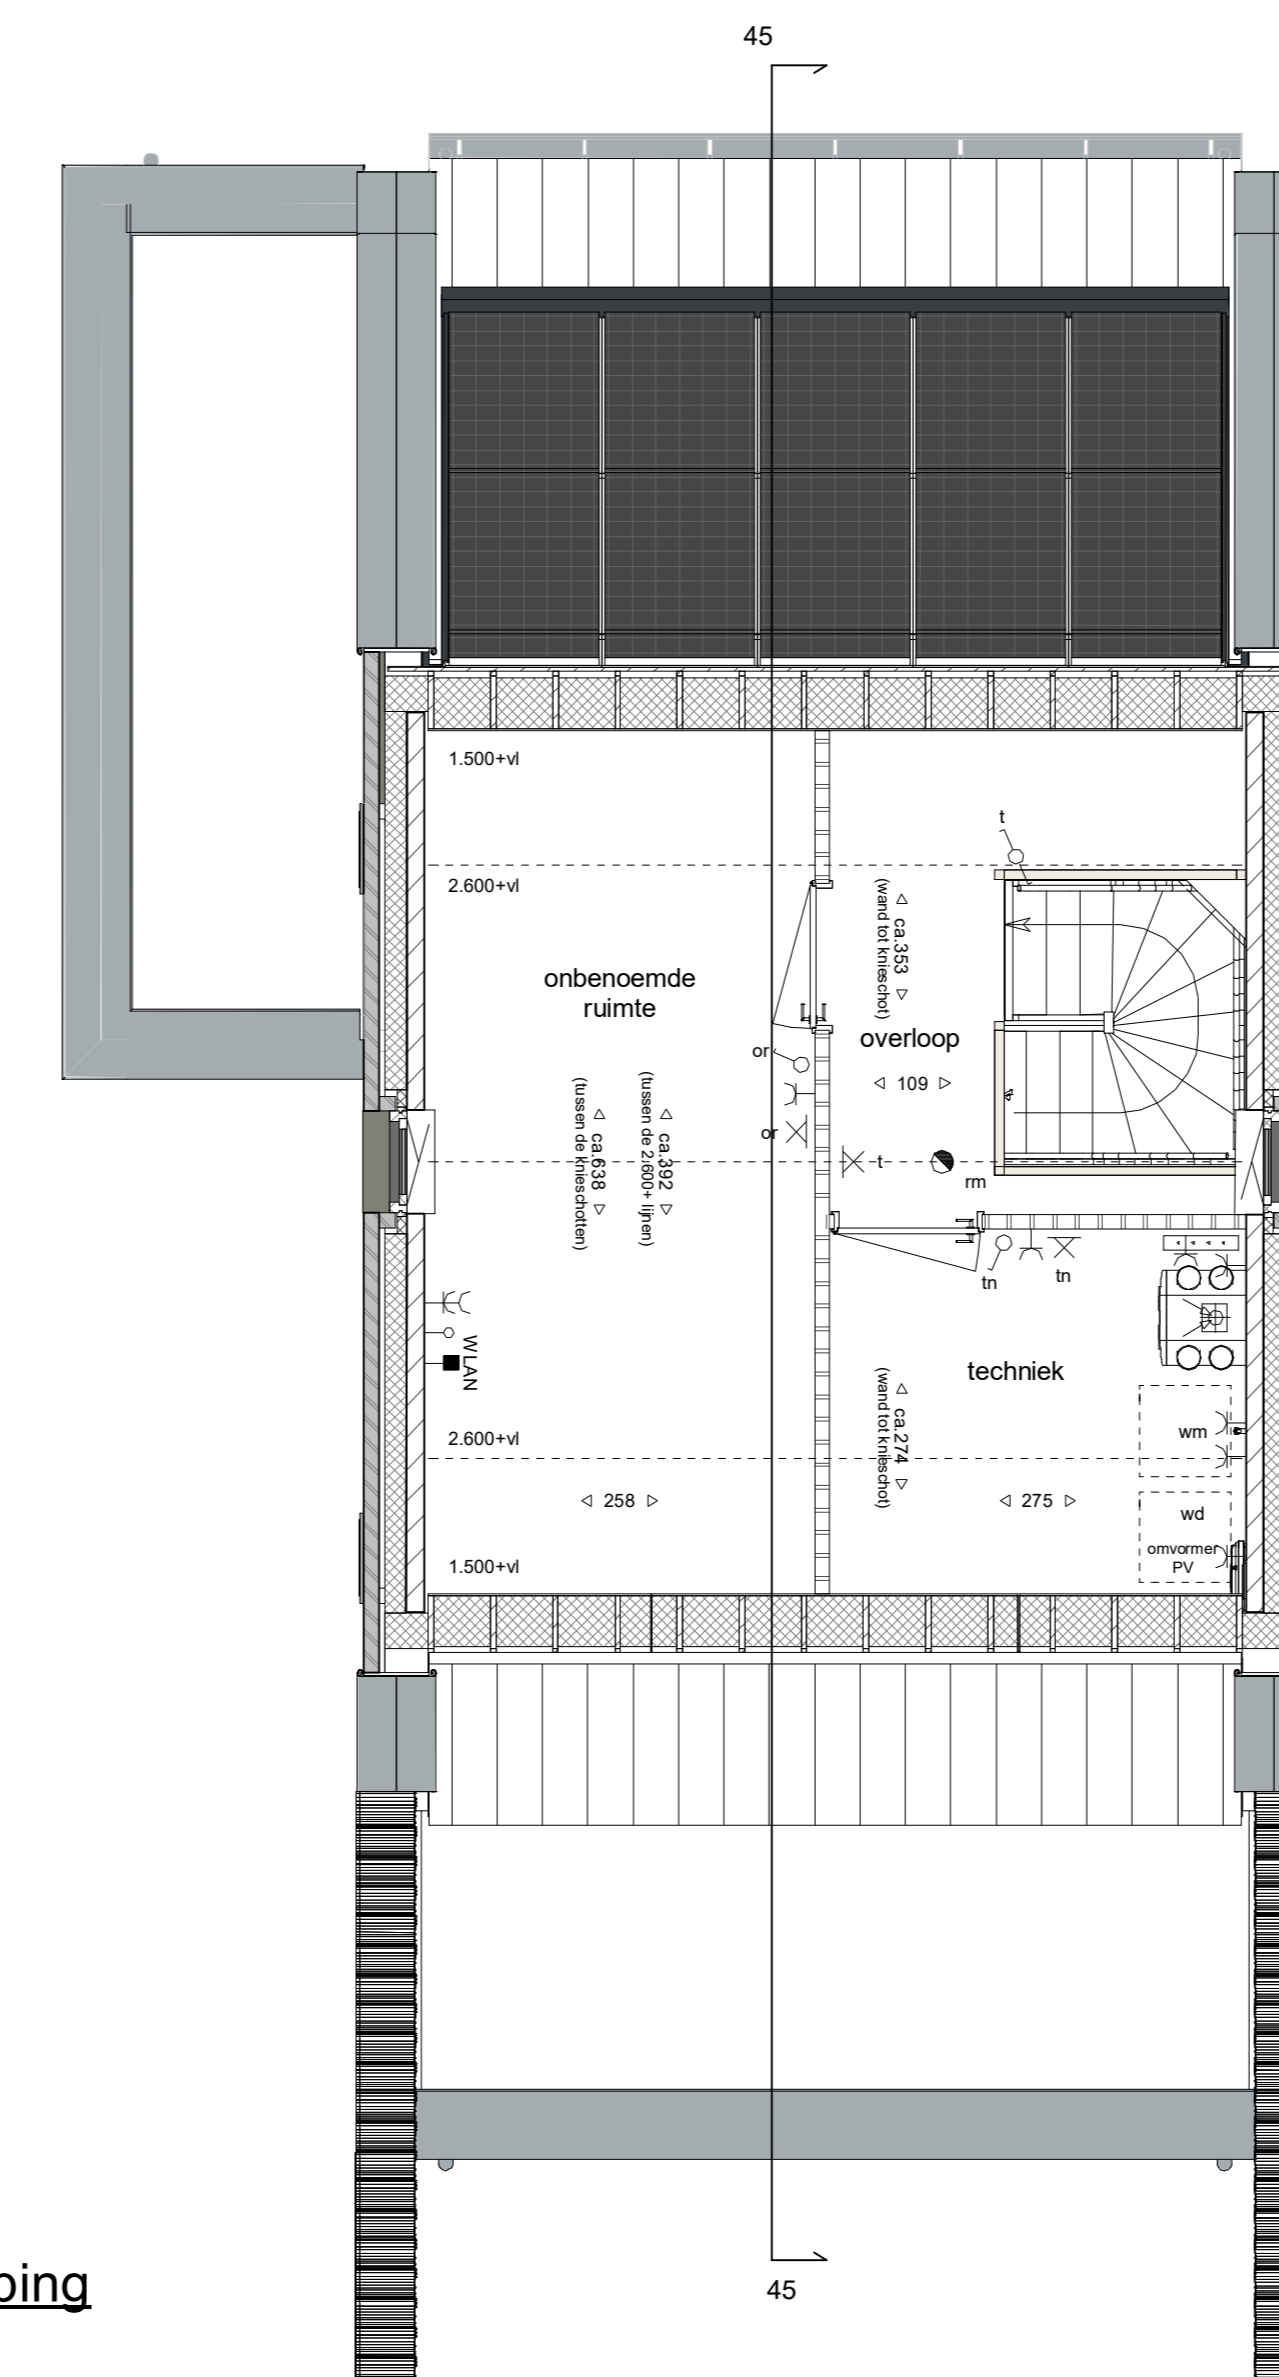 45
1.500+vl
2.600+vl
t
onbenoemde
ruimte
ca.353
(wand tot knieschot)
overloop
109
or
or
t
rm
ca.638
(tussen de knieschotten)
ca.392
(tussen de 2.600+ lijnen)
tn
tn
WLAN
techniek
ca.274
(wand tot knieschot)
wm
2.600+vl
258
275
wd
omvormer
PV
1.500+vl
45
ping